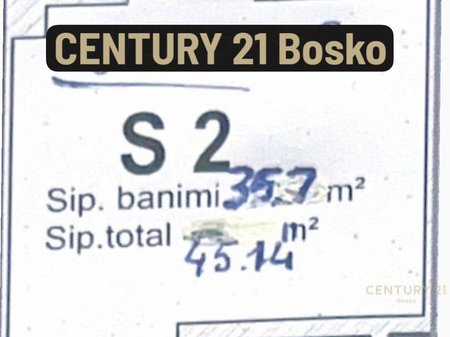 CENTURY 21 Bosko
S 2
Sip. banimi 35.7 m²
Sip.total 45.14 m²
CENTURY 21
Bosko